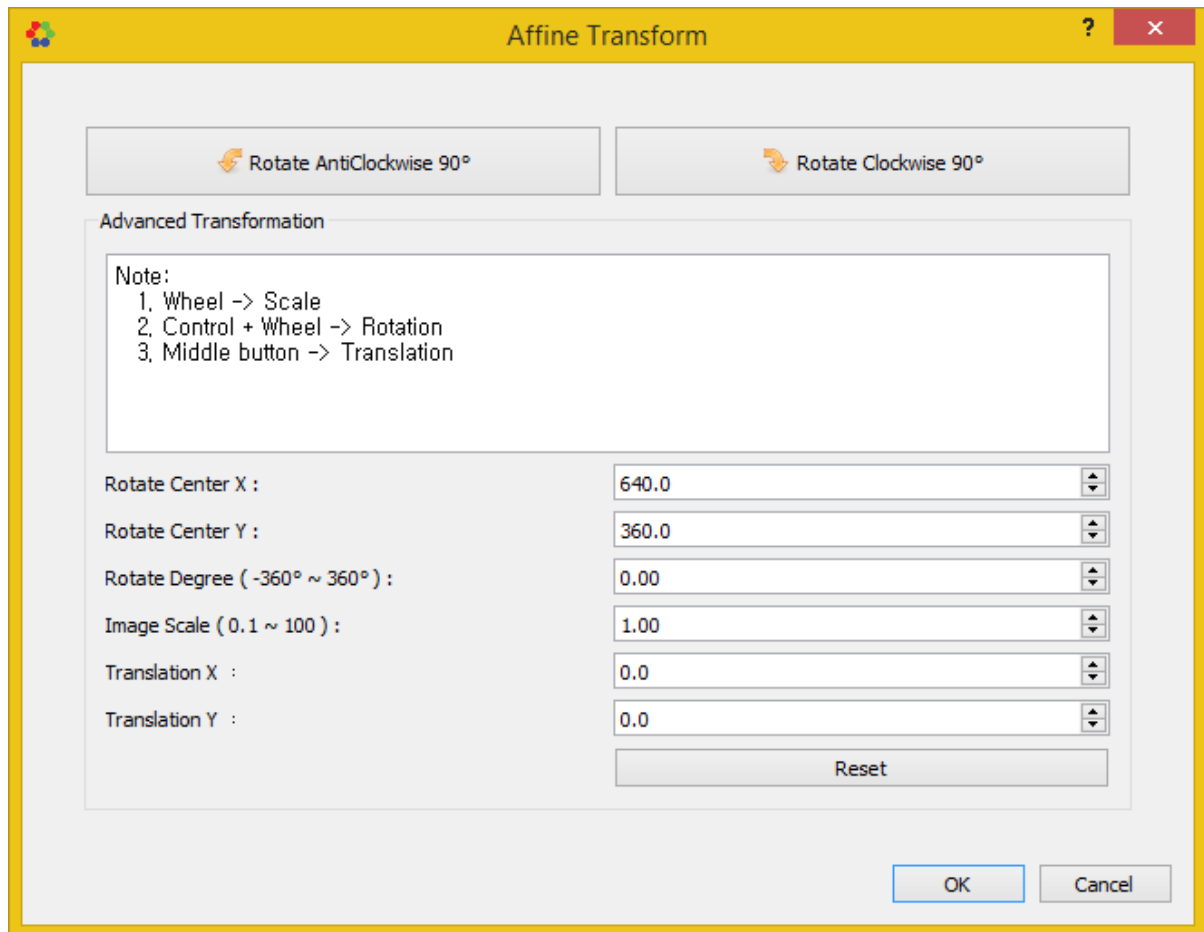 Affine Transform
?
Rotate AntiClockwise 90°
Rotate Clockwise 90°
Advanced Transformation
Note:
1, Wheel -> Scale
2, Control + Wheel -> Rotation
3, Middle button -> Translation
Rotate Center X : 640.0
Rotate Center Y : 360.0
Rotate Degree ( -360° ~ 360° ) : 0.00
Image Scale ( 0.1 ~ 100 ) : 1.00
Translation X : 0.0
Translation Y : 0.0
Reset
OK Cancel